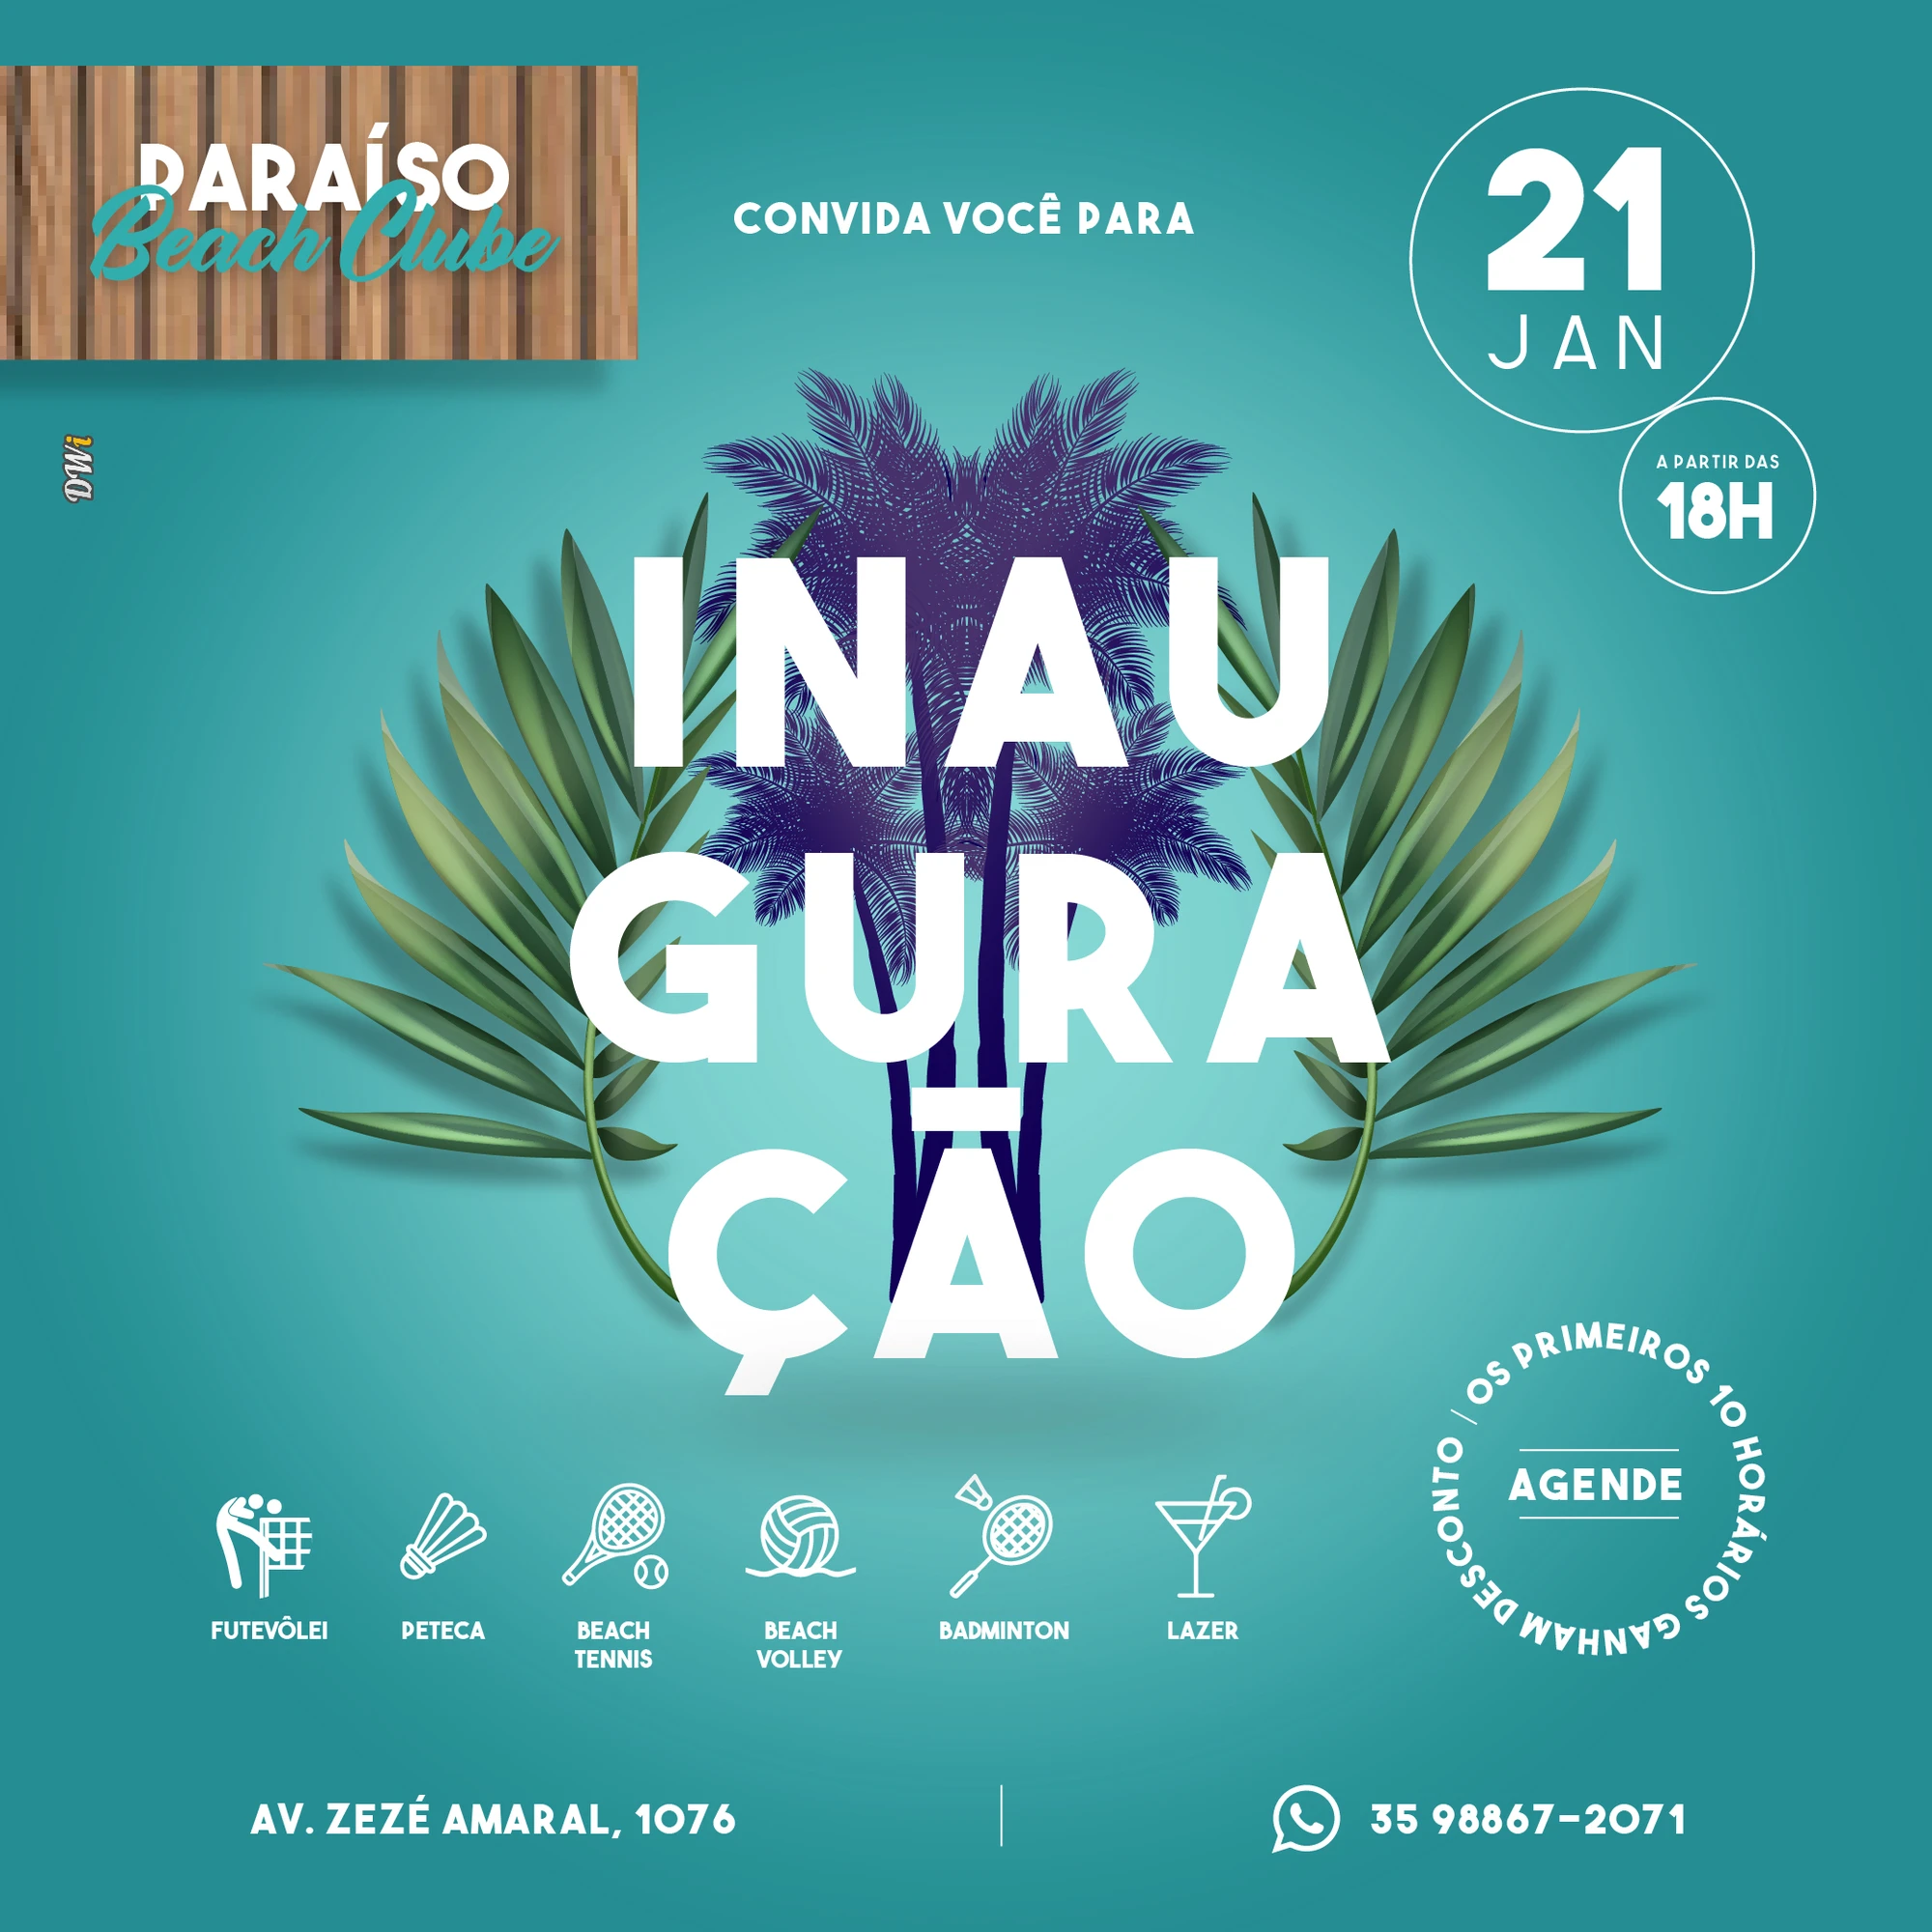 PARAÍSO
Beach Clube
CONVIDA VOCÊ PARA
21
JAN
A PARTIR DAS
18H
DWi
INAU
GURA
ÇÃO
OS PRIMEIROS 10 HORÁRIOS GANHAM DESCONTO /
AGENDE
FUTEVÔLEI
PETECA
BEACH
TENNIS
BEACH
VOLLEY
BADMINTON
LAZER
AV. ZEZÉ AMARAL, 1076
35 98867-2071